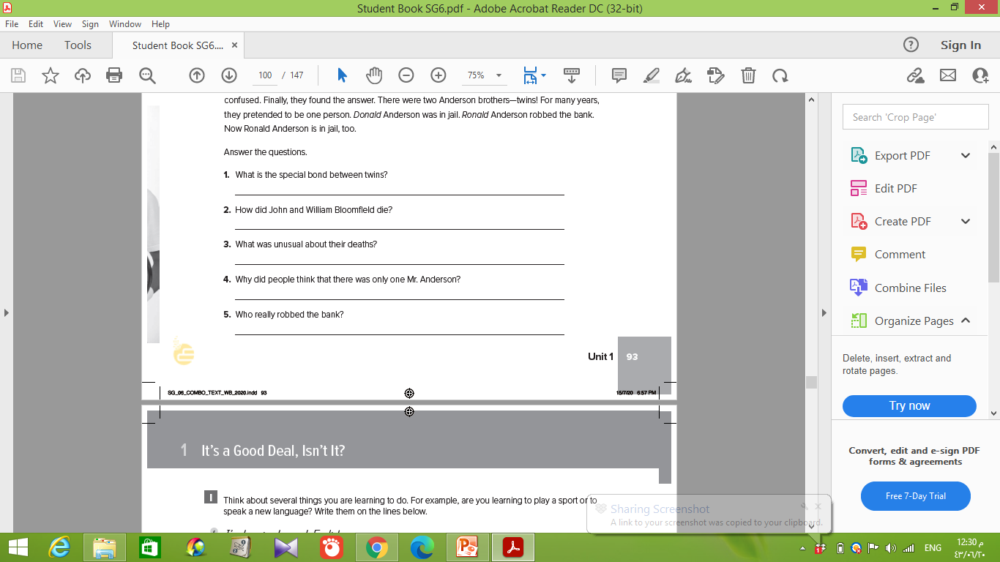 Student Book SG6.pdf - Adobe Acrobat Reader DC (32-bit)
File Edit View Sign Window Help
Home Tools Student Book SG6.... × Sign In
100 / 147 75%
confused. Finally, they found the answer. There were two Anderson brothers—twins! For many years,
they pretended to be one person. Donald Anderson was in jail. Ronald Anderson robbed the bank.
Now Ronald Anderson is in jail, too.
Answer the questions.
1. What is the special bond between twins?
2. How did John and William Bloomfield die?
3. What was unusual about their deaths?
4. Why did people think that there was only one Mr. Anderson?
5. Who really robbed the bank?
Unit 1 93
SG_06_COMBO_TEXT_WB_2020.indd 93 15/7/20 6:57 PM
1 It's a Good Deal, Isn't It?
I Think about several things you are learning to do. For example, are you learning to play a sport or to
speak a new language? Write them on the lines below.
Search 'Crop Page'
Export PDF
Edit PDF
Create PDF
Comment
Combine Files
Organize Pages
Delete, insert, extract and
rotate pages.
Try now
Convert, edit and e-sign PDF
forms & agreements
Free 7-Day Trial
Sharing Screenshot
A link to your screenshot was copied to your clipboard.
ENG
12:30 م
٤٣/٠٦/٢٠